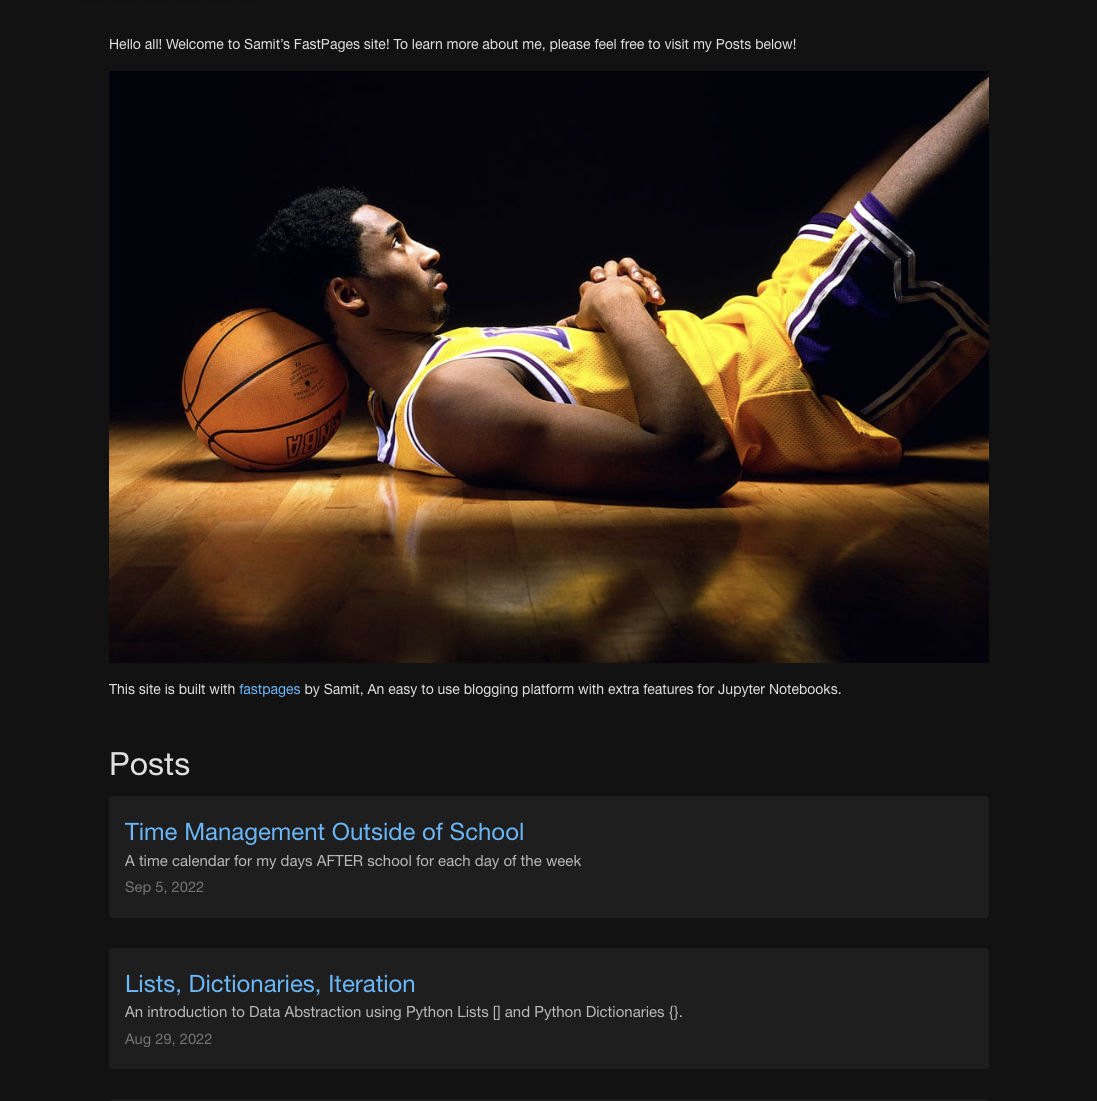 Hello all! Welcome to Samit’s FastPages site! To learn more about me, please feel free to visit my Posts below!
NBA
This site is built with fastpages by Samit, An easy to use blogging platform with extra features for Jupyter Notebooks.
Posts
Time Management Outside of School
A time calendar for my days AFTER school for each day of the week
Sep 5, 2022
Lists, Dictionaries, Iteration
An introduction to Data Abstraction using Python Lists [] and Python Dictionaries {}.
Aug 29, 2022